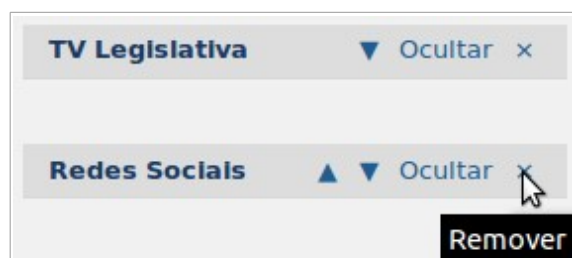 TV Legislativa ▼ Ocultar ×
Redes Sociais ▲ ▼ Ocultar ×
Remover